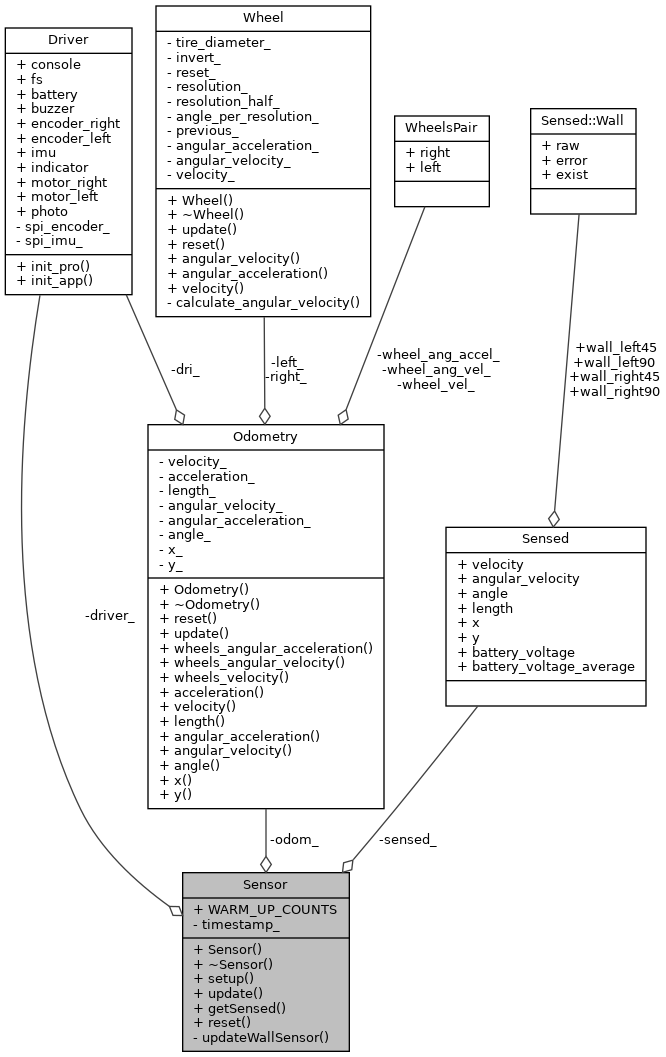 Driver
+ console
+ fs
+ battery
+ buzzer
+ encoder_right
+ encoder_left
+ imu
+ indicator
+ motor_right
+ motor_left
+ photo
- spi_encoder_
- spi_imu_
+ init_pro()
+ init_app()
Wheel
- tire_diameter_
- invert_
- reset_
- resolution_
- resolution_half_
- angle_per_resolution_
- previous_
- angular_acceleration_
- angular_velocity_
- velocity_
+ Wheel()
+ ~Wheel()
+ update()
+ reset()
+ angular_velocity()
+ angular_acceleration()
+ velocity()
- calculate_angular_velocity()
WheelsPair
+ right
+ left
Sensed::Wall
+ raw
+ error
+ exist
-dri_
-left_
-right_
-wheel_ang_accel_
-wheel_ang_vel_
-wheel_vel_
+wall_left45
+wall_left90
+wall_right45
+wall_right90
Odometry
- velocity_
- acceleration_
- length_
- angular_velocity_
- angular_acceleration_
- angle_
- x_
- y_
+ Odometry()
+ ~Odometry()
+ reset()
+ update()
+ wheels_angular_acceleration()
+ wheels_angular_velocity()
+ wheels_velocity()
+ acceleration()
+ velocity()
+ length()
+ angular_acceleration()
+ angular_velocity()
+ angle()
+ x()
+ y()
Sensed
+ velocity
+ angular_velocity
+ angle
+ length
+ x
+ y
+ battery_voltage
+ battery_voltage_average
-driver_
-odom_
-sensed_
Sensor
+ WARM_UP_COUNTS
- timestamp_
+ Sensor()
+ ~Sensor()
+ setup()
+ update()
+ getSensed()
+ reset()
- updateWallSensor()